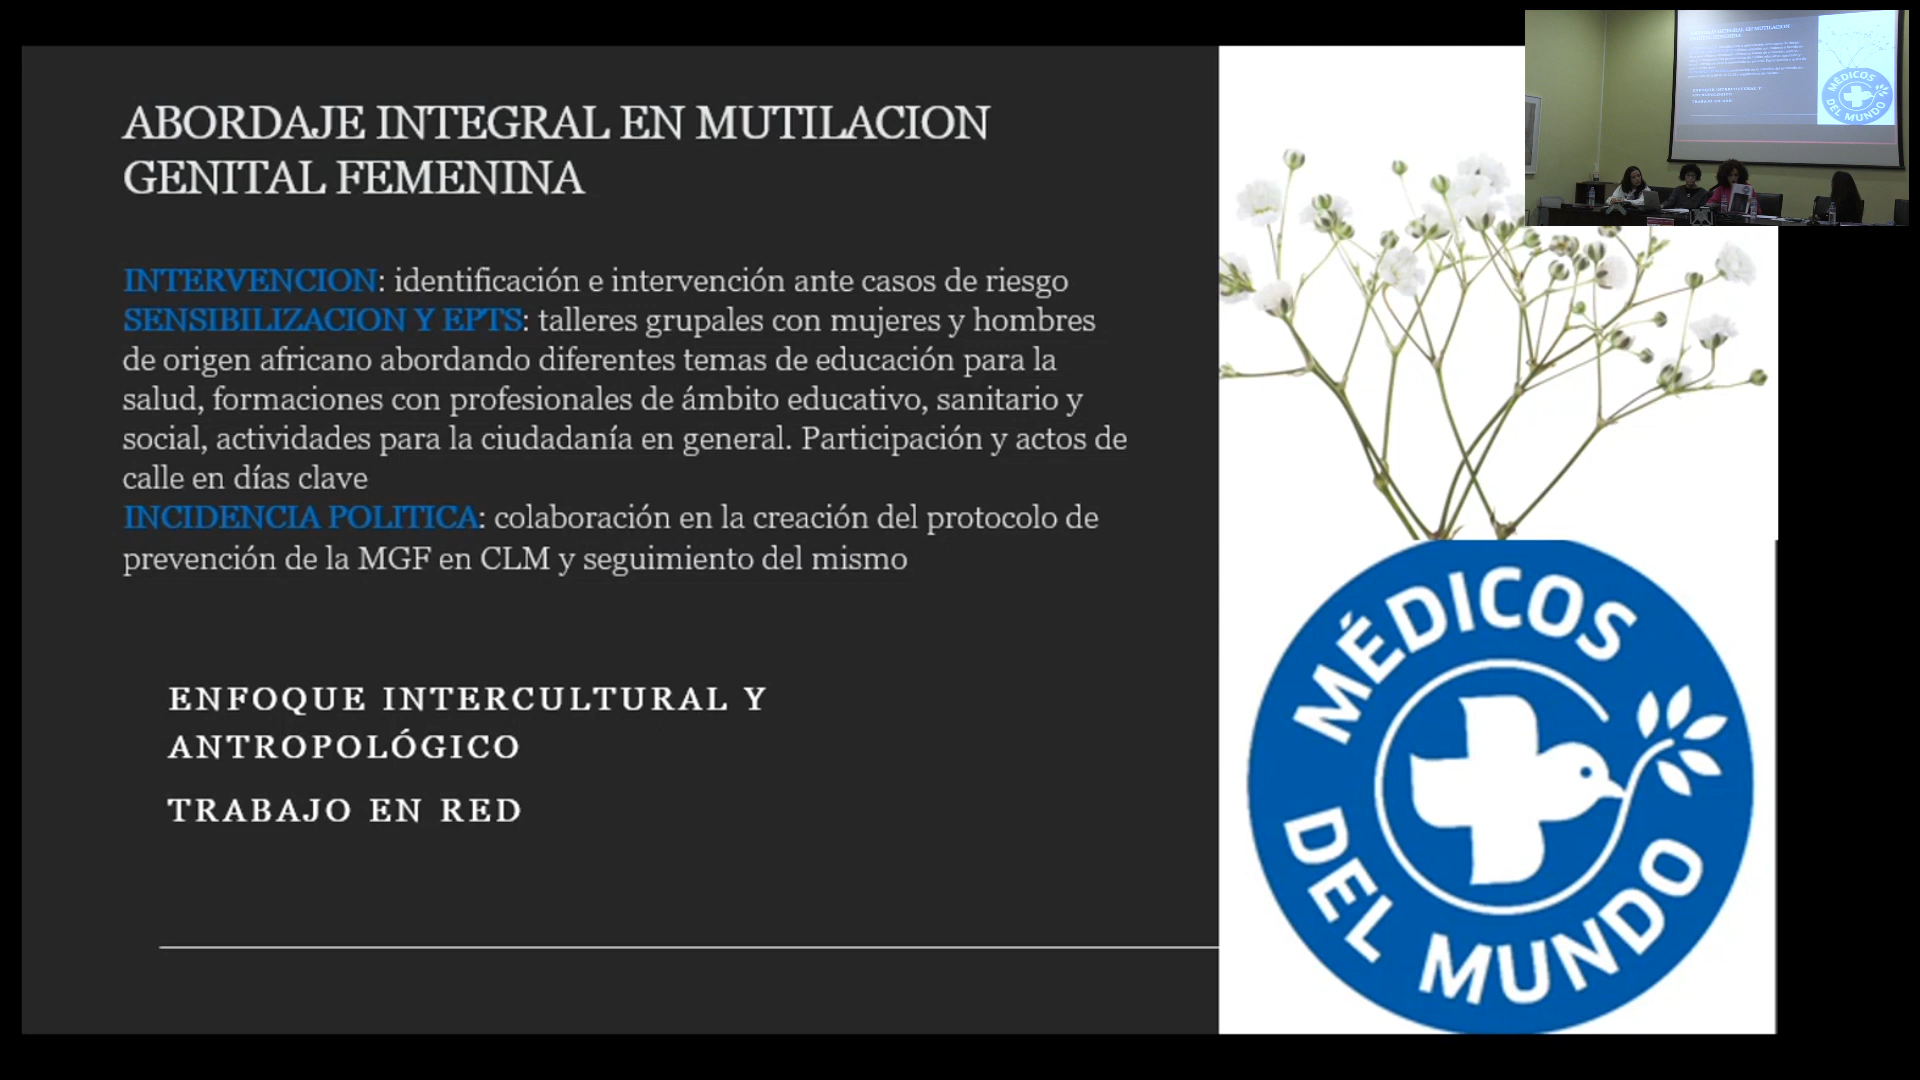 ABORDAJE INTEGRAL EN MUTILACION
GENITAL FEMENINA
INTERVENCION: identificación e intervención ante casos de riesgo
SENSIBILIZACION Y EPTS: talleres grupales con mujeres y hombres
de origen africano abordando diferentes temas de educación para la
salud, formaciones con profesionales de ámbito educativo, sanitario y
social, actividades para la ciudadanía en general. Participación y actos de
calle en días clave
INCIDENCIA POLITICA: colaboración en la creación del protocolo de
prevención de la MGF en CLM y seguimiento del mismo
ENFOQUE INTERCULTURAL Y
ANTROPOLÓGICO
TRABAJO EN RED
MÉDICOS
DEL MUNDO
MÉDICOS
DEL MUNDO